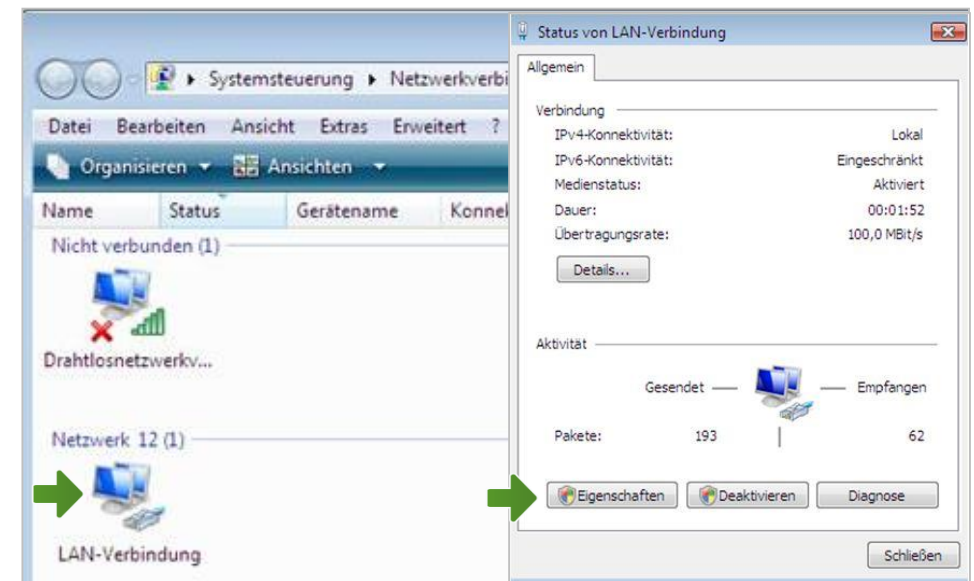 Systemsteuerung Netzwerkverbi
Datei Bearbeiten Ansicht Extras Erweitert ?
Organisieren Ansichten
Name Status Gerätename Konnek
Nicht verbunden (1)
Drahtlosnetzwerkv...
Netzwerk 12 (1)
LAN-Verbindung
Status von LAN-Verbindung
Allgemein
Verbindung
IPv4-Konnektivität: Lokal
IPv6-Konnektivität: Eingeschränkt
Medienstatus: Aktiviert
Dauer: 00:01:52
Übertragungsrate: 100,0 MBit/s
Details...
Aktivität
Gesendet Empfangen
Pakete: 193 62
Eigenschaften Deaktivieren Diagnose
Schließen